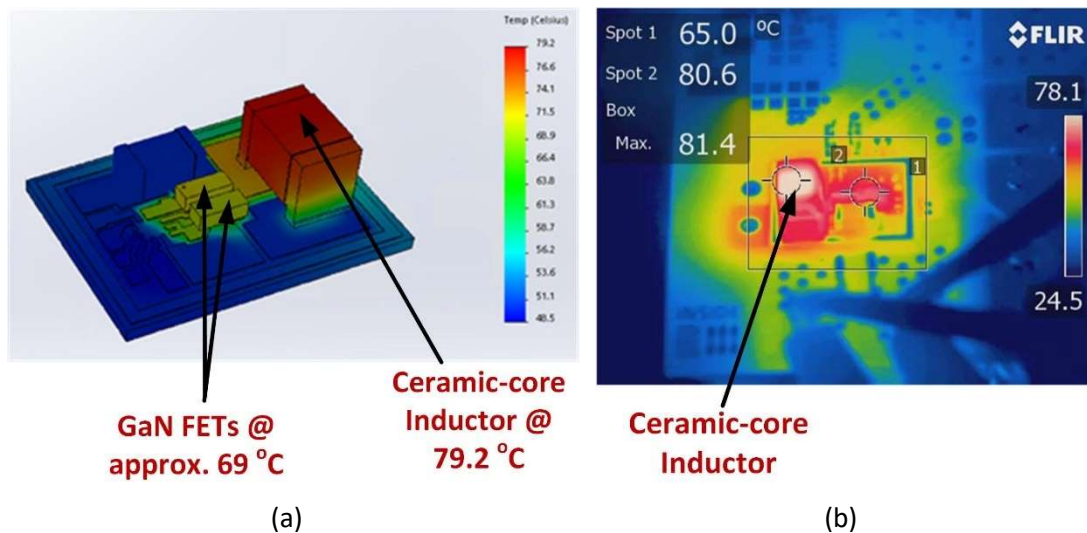 Temp (Celsius)
79.2
76.6
74.1
71.5
68.9
66.4
63.8
61.3
58.7
56.2
53.6
51.1
48.5
GaN FETs @
approx. 69 °C
Ceramic-core
Inductor @
79.2 °C
(a)
Spot 1 65.0 °C
Spot 2 80.6
Box
Max. 81.4
FLIR
78.1
24.5
2
1
Ceramic-core
Inductor
(b)